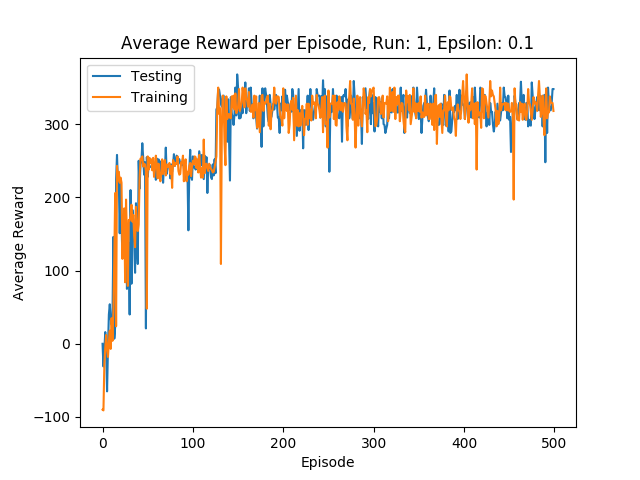 Average Reward per Episode, Run: 1, Epsilon: 0.1
Testing
Training
Average Reward
300
200
100
0
−100
0 100 200 300 400 500
Episode